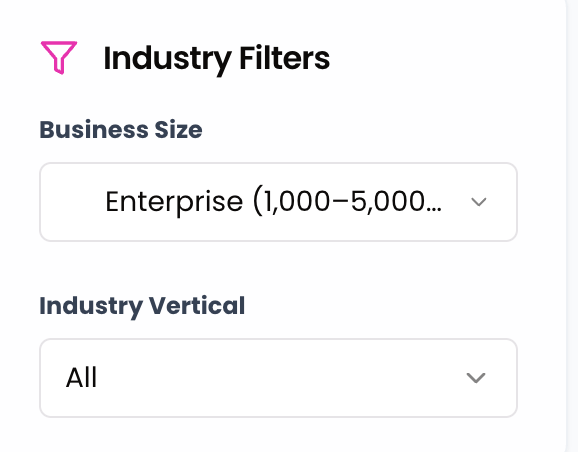 Industry Filters
Business Size
Enterprise (1,000–5,000...
Industry Vertical
All